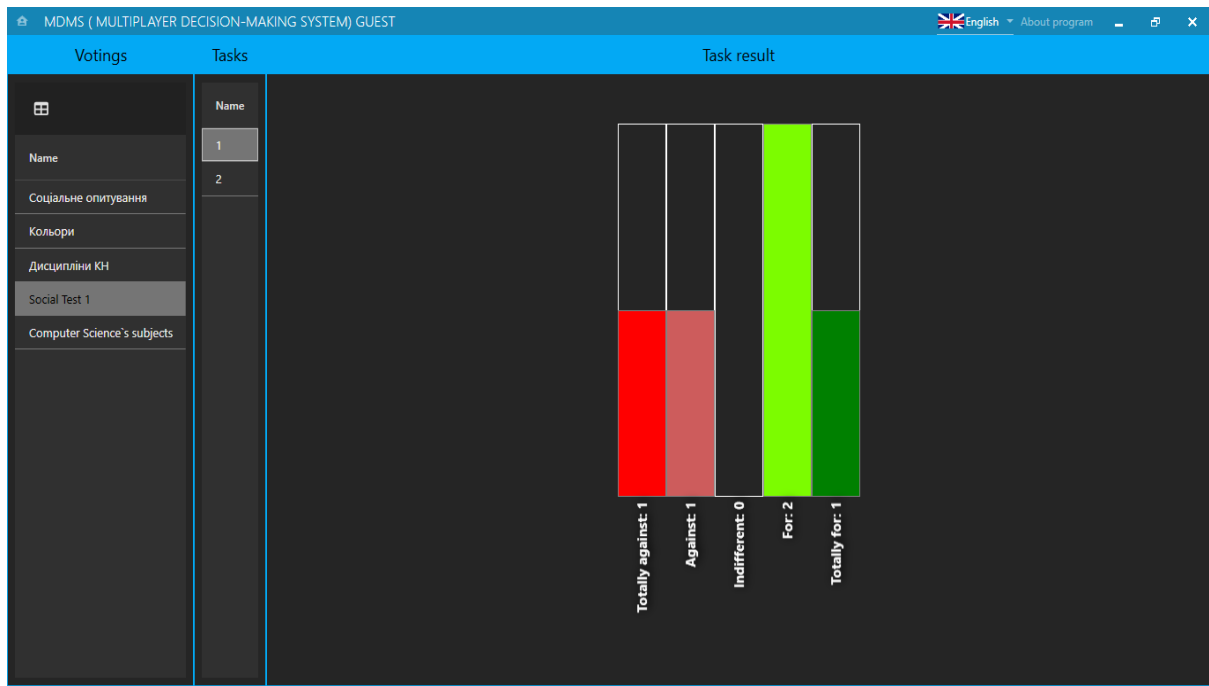 MDMS ( MULTIPLAYER DECISION-MAKING SYSTEM) GUEST
English
About program
Votings
Tasks
Task result
Name
Соціальне опитування
Кольори
Дисципліни КН
Social Test 1
Computer Science`s subjects
Name
1
2
Totally against: 1
Against: 1
Indifferent: 0
For: 2
Totally for: 1